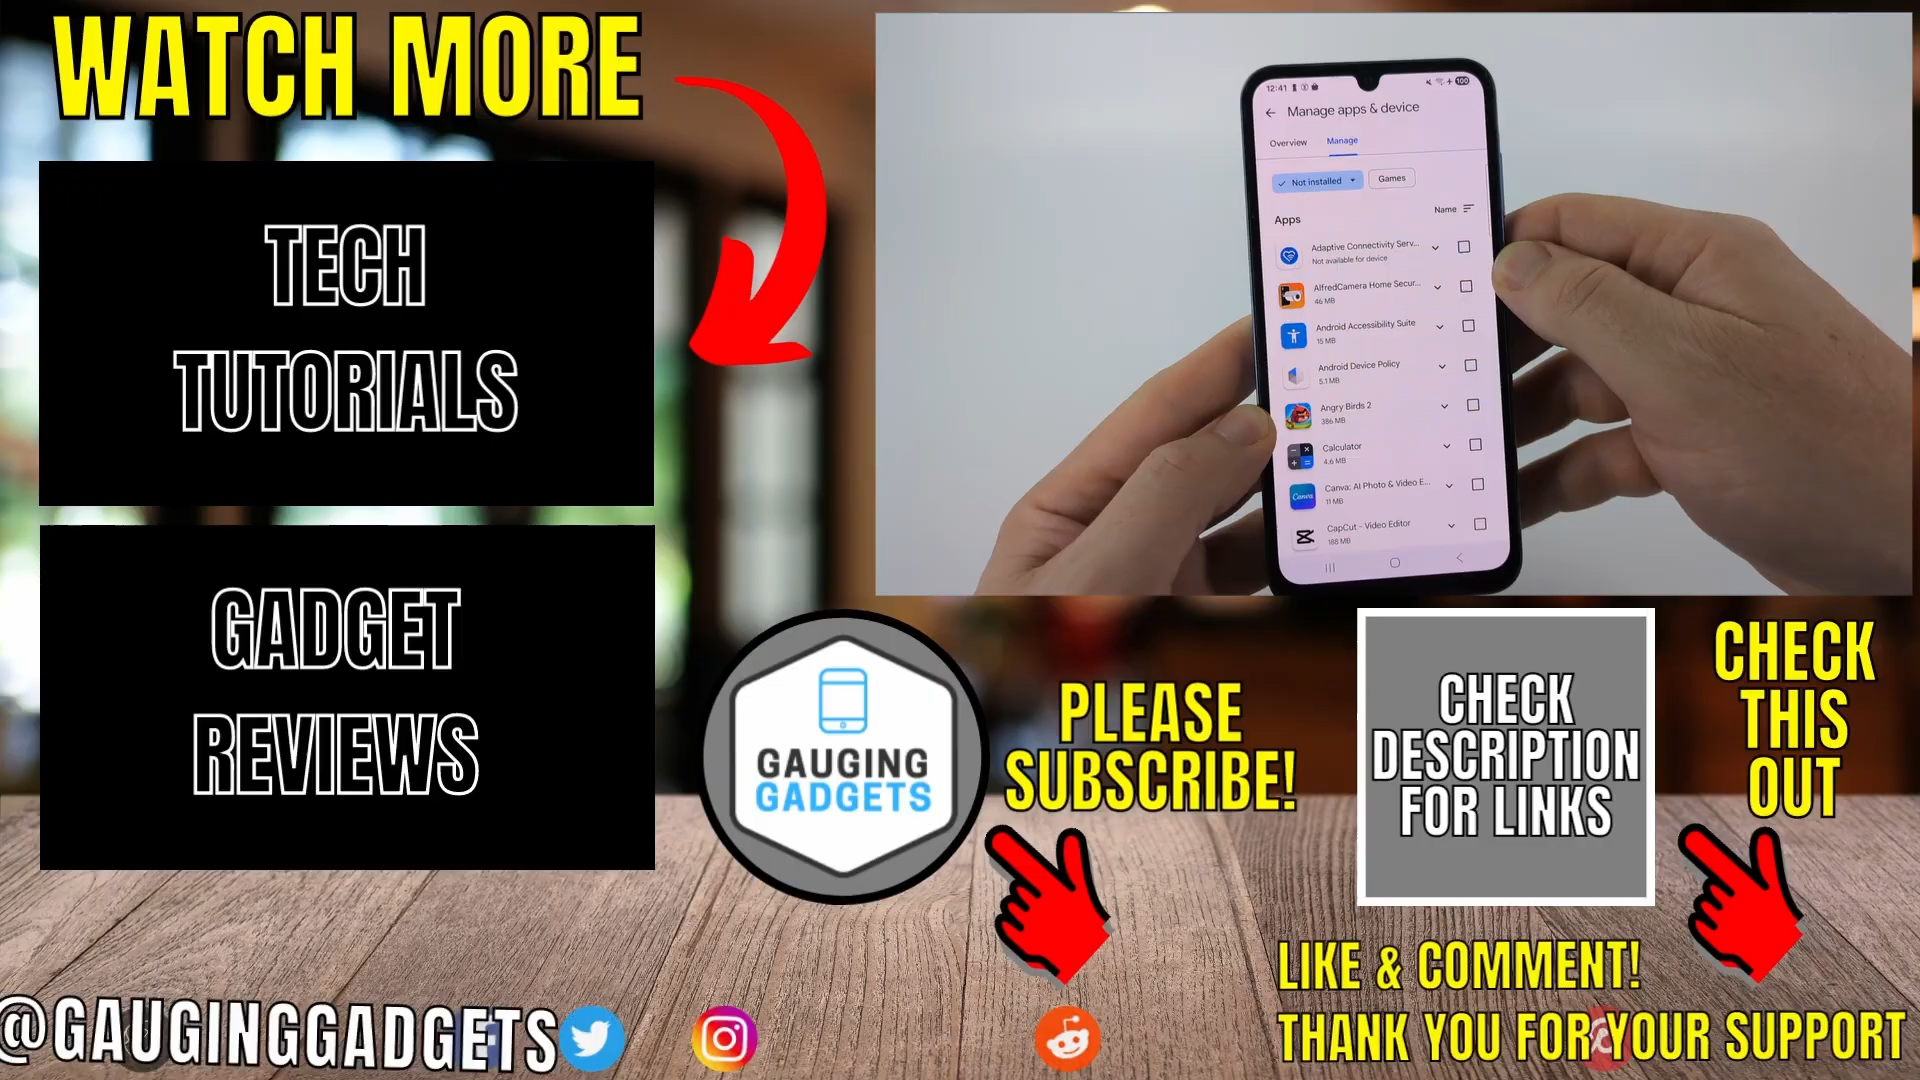 WATCH MORE
TECH
TUTORIALS
GADGET
REVIEWS
12:41
100
Manage apps & device
Overview
Manage
Not installed
Games
Apps
Name
Adaptive Connectivity Serv...
Not available for device
AlfredCamera Home Secur...
46 MB
Android Accessibility Suite
15 MB
Android Device Policy
5.1 MB
Angry Birds 2
386 MB
Calculator
4.6 MB
Canva
Canva: AI Photo & Video E...
11 MB
CapCut - Video Editor
188 MB
GAUGING
GADGETS
PLEASE
SUBSCRIBE!
CHECK
DESCRIPTION
FOR LINKS
CHECK
THIS
OUT
LIKE & COMMENT!
THANK YOU FOR YOUR SUPPORT
@GAUGINGGADGETS